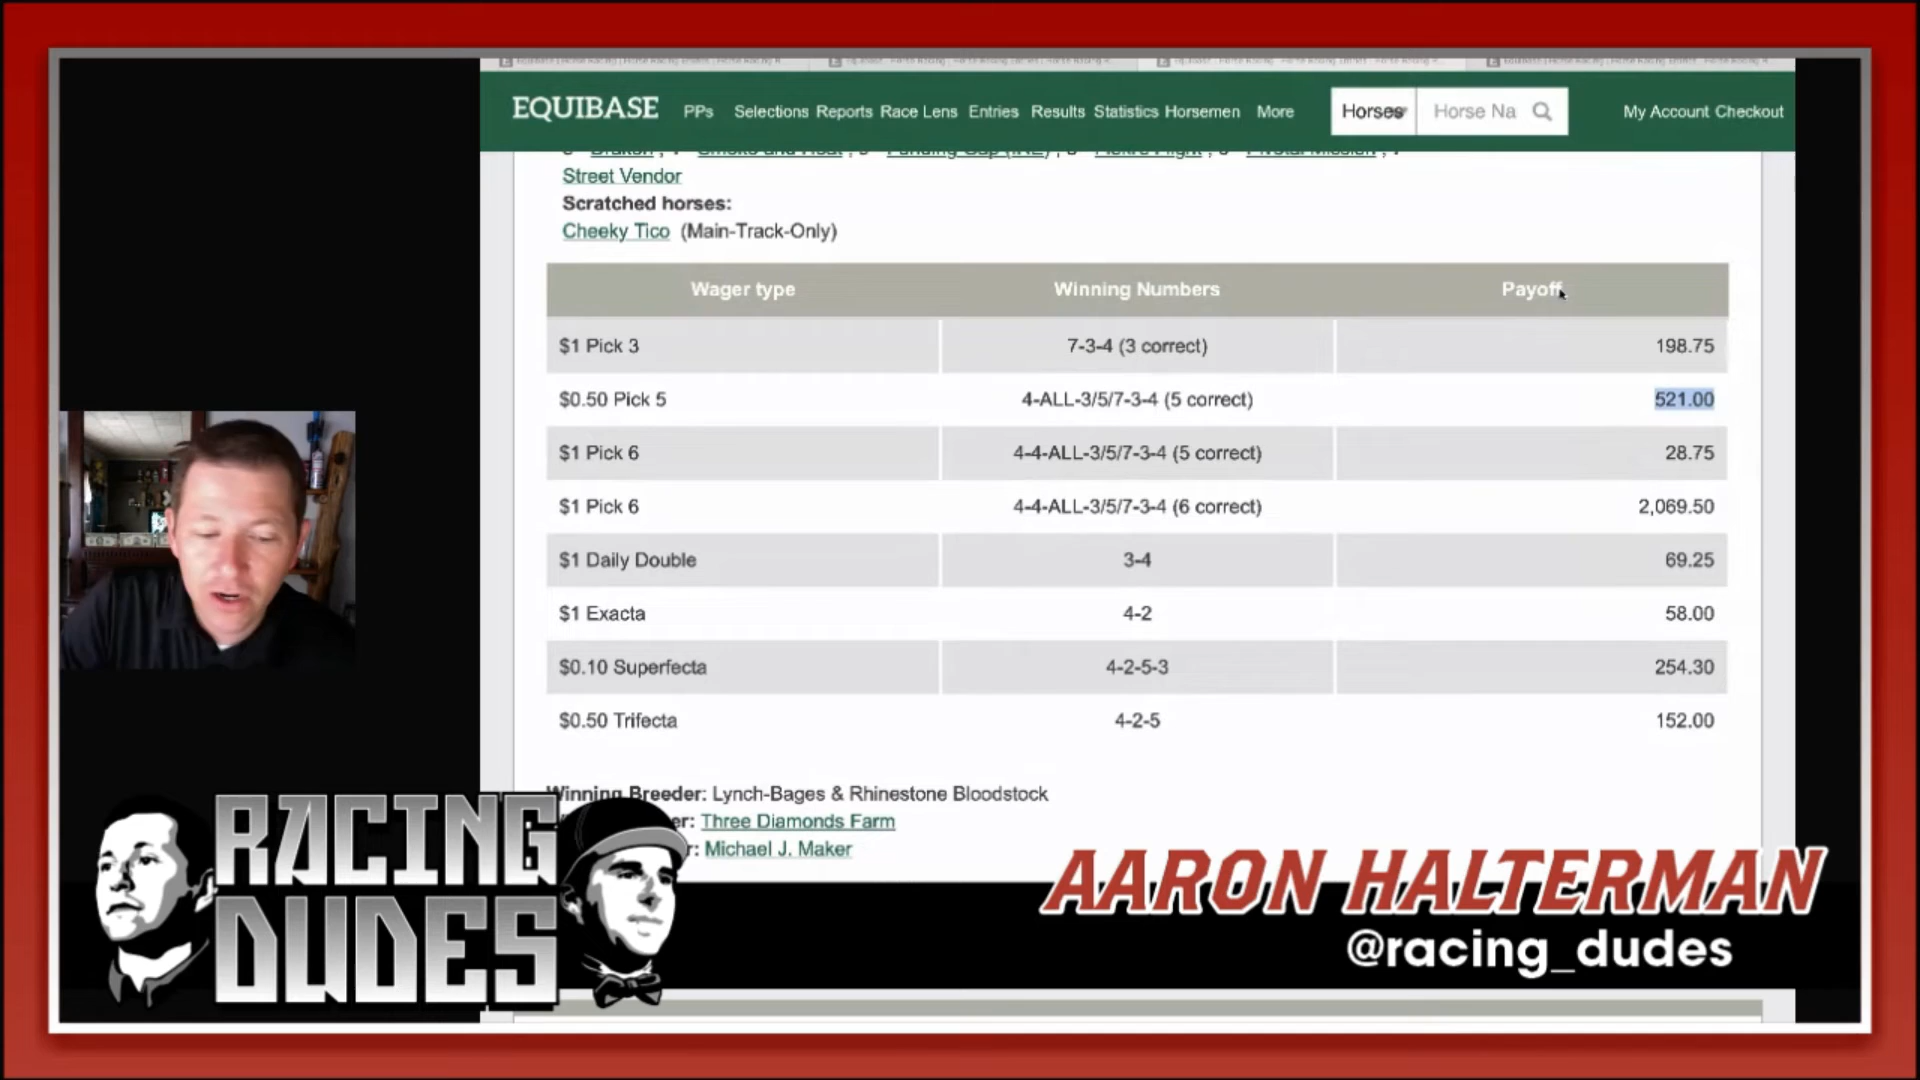 EQUIBASE PPs Selections Reports Race Lens Entries Results Statistics Horsemen More Horses Horse Na My Account Checkout
Street Vendor
Scratched horses:
Cheeky Tico (Main-Track-Only)
Wager type Winning Numbers Payoff
$1 Pick 3 7-3-4 (3 correct) 198.75
$0.50 Pick 5 4-ALL-3/5/7-3-4 (5 correct) 521.00
$1 Pick 6 4-4-ALL-3/5/7-3-4 (5 correct) 28.75
$1 Pick 6 4-4-ALL-3/5/7-3-4 (6 correct) 2,069.50
$1 Daily Double 3-4 69.25
$1 Exacta 4-2 58.00
$0.10 Superfecta 4-2-5-3 254.30
$0.50 Trifecta 4-2-5 152.00
Winning Breeder: Lynch-Bages & Rhinestone Bloodstock
er: Three Diamonds Farm
r: Michael J. Maker
RACING
DUDES
AARON HALTERMAN
@racing_dudes